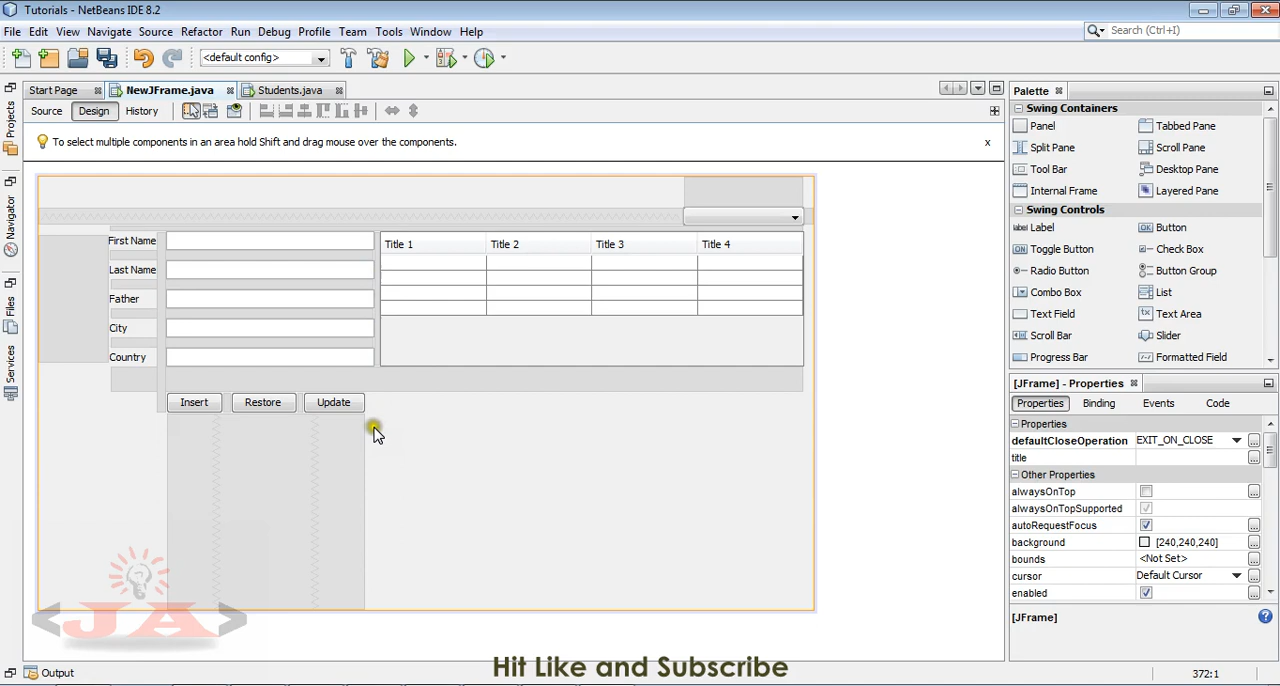 Tutorials - NetBeans IDE 8.2
File Edit View Navigate Source Refactor Run Debug Profile Team Tools Window Help
Search (Ctrl+I)
<default config>
Start Page NewJFrame.java Students.java
Source Design History
To select multiple components in an area hold Shift and drag mouse over the components. x
Projects
Navigator
Files
Services
First Name
Last Name
Father
City
Country
Title 1 Title 2 Title 3 Title 4
Insert Restore Update
<JA>
Palette
Swing Containers
Panel Tabbed Pane
Split Pane Scroll Pane
Tool Bar Desktop Pane
Internal Frame Layered Pane
Swing Controls
Label Button
Toggle Button Check Box
Radio Button Button Group
Combo Box List
Text Field Text Area
Scroll Bar Slider
Progress Bar Formatted Field
[JFrame] - Properties
Properties Binding Events Code
Properties
defaultCloseOperation EXIT_ON_CLOSE
title
Other Properties
alwaysOnTop
alwaysOnTopSupported
autoRequestFocus
background [240,240,240]
bounds <Not Set>
cursor Default Cursor
enabled
[JFrame]
Output
Hit Like and Subscribe
372:1